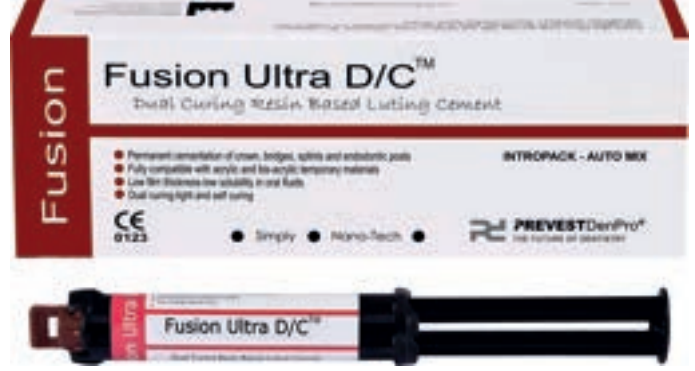 Fusion
Fusion Ultra D/C™
Dual Curing Resin Based Luting Cement
Permanent cementation of crown, bridges, splints and endodontic posts
Fully compatible with acrylic and bis-acrylic temporary materials
Low film thickness low solubility in oral fluids
Dual curing light and self curing
INTROPACK - AUTO MIX
CE
0123
Simply Nano-Tech
PREVESTDenPro®
THE FUTURE OF DENTISTRY
on Ultra
Fusion Ultra D/C™